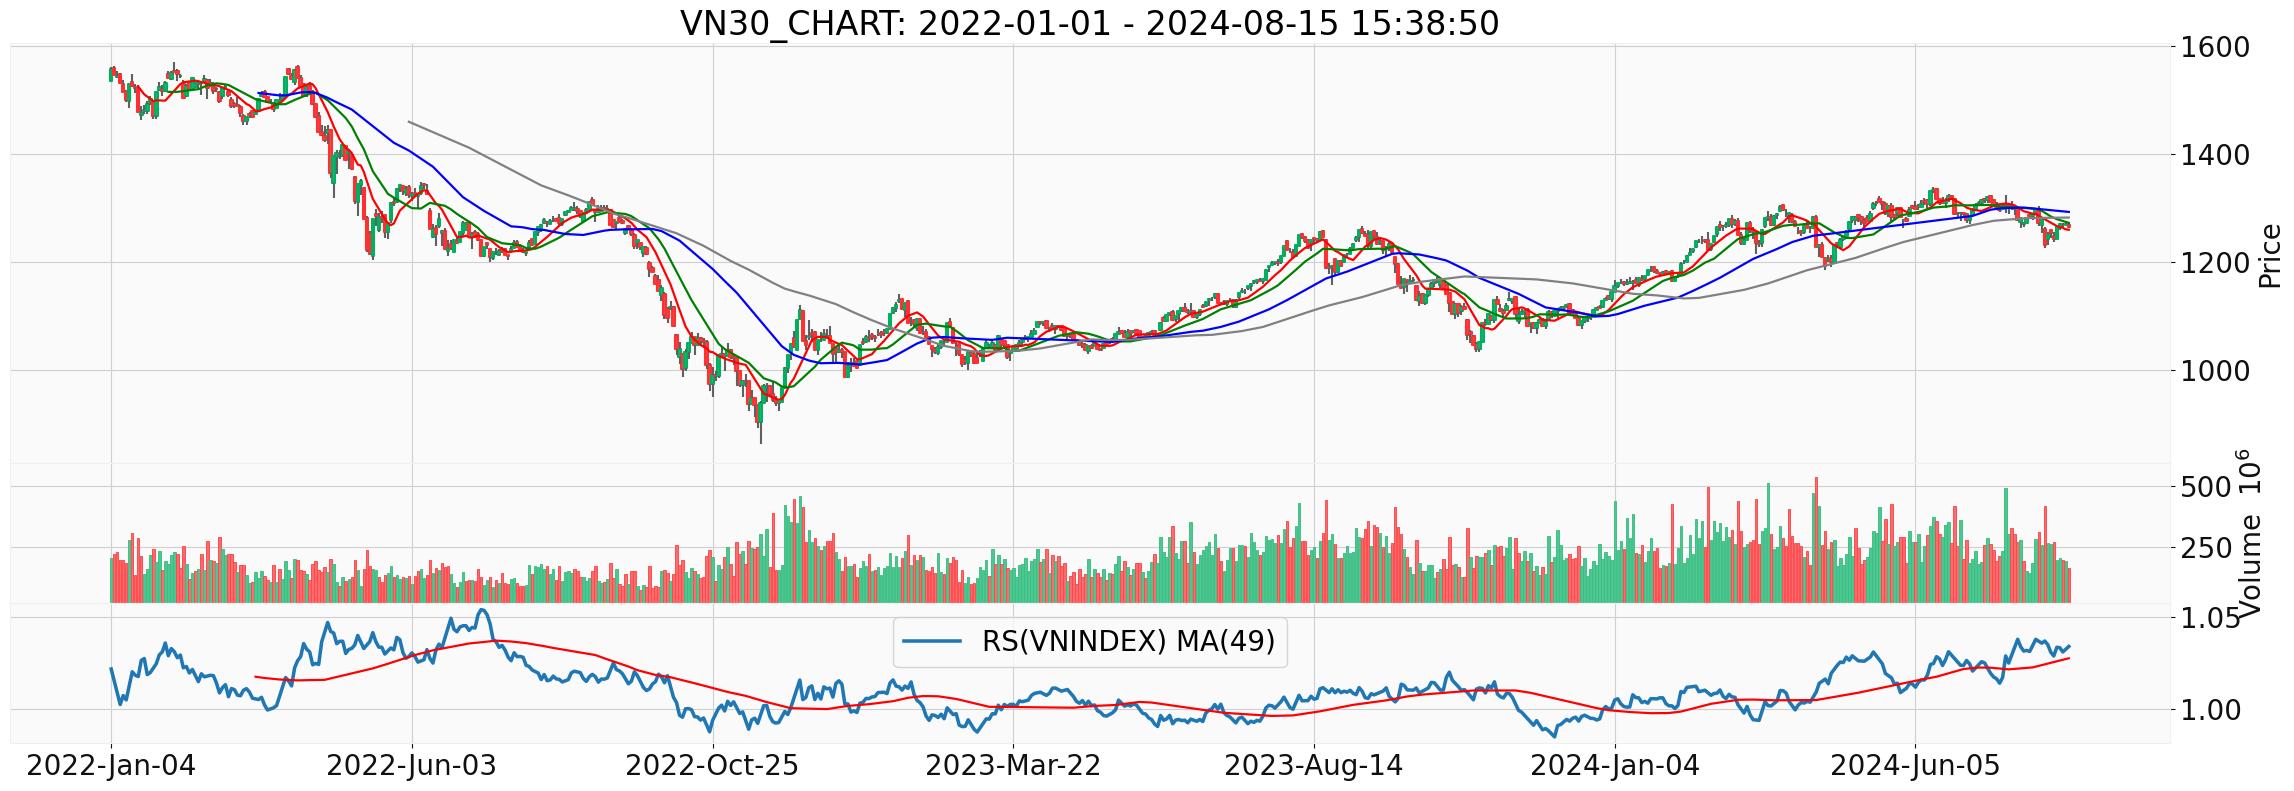 VN30_CHART: 2022-01-01 - 2024-08-15 15:38:50
1600
1400
1200
1000
Price
500
250
Volume 10⁶
1.05
1.00
RS(VNINDEX) MA(49)
2022-Jan-04
2022-Jun-03
2022-Oct-25
2023-Mar-22
2023-Aug-14
2024-Jan-04
2024-Jun-05